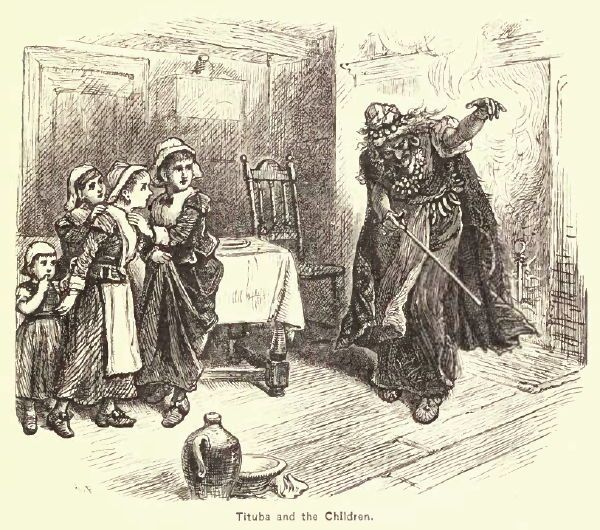 Tituba and the Children.